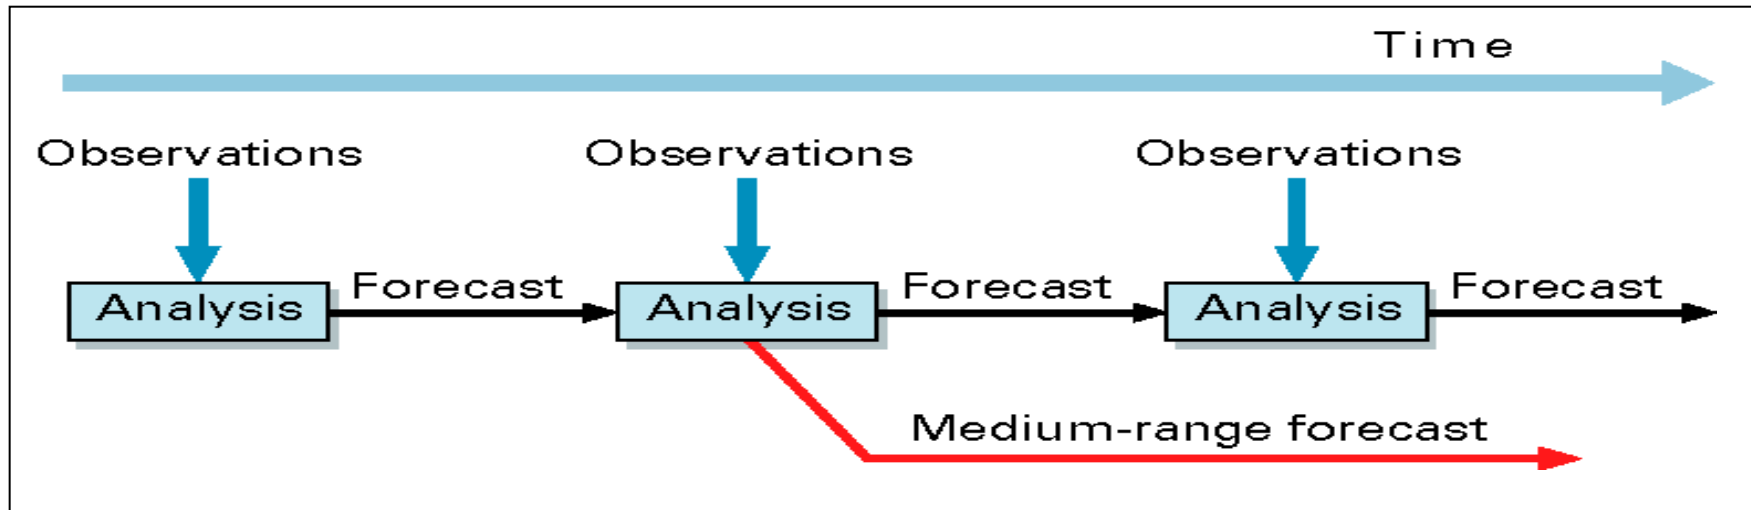 Time
Observations Observations Observations
Analysis Forecast Analysis Forecast Analysis Forecast
Medium-range forecast